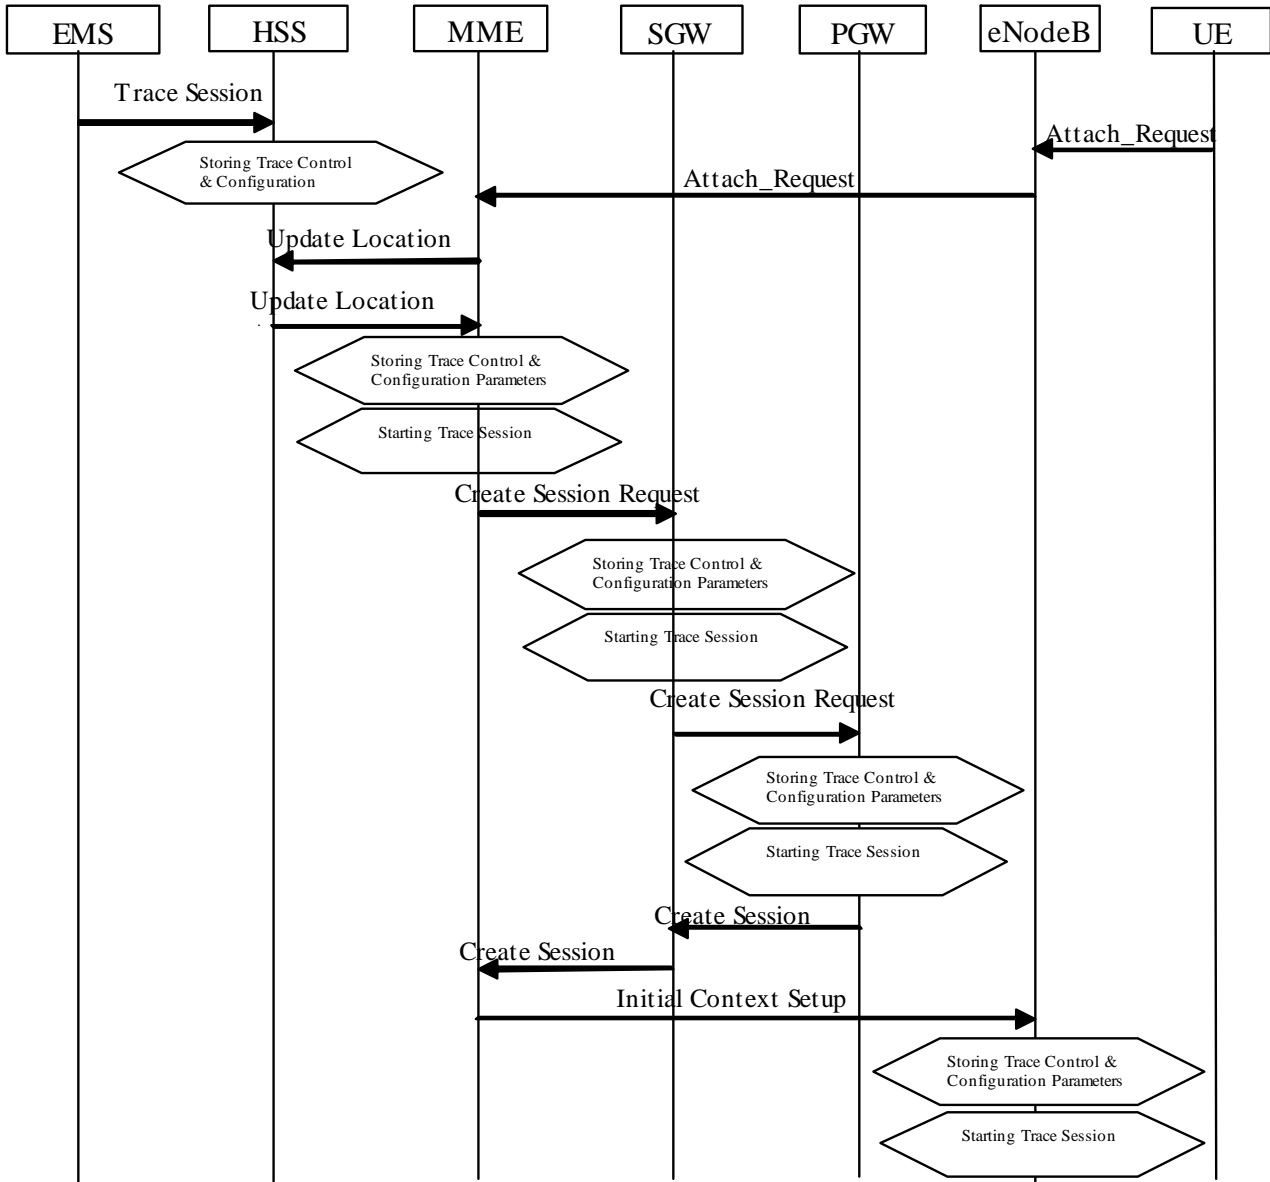 EMS
HSS
MME
SGW
PGW
eNodeB
UE
Trace Session
Attach_Request
Storing Trace Control
& Configuration
Attach_Request
Update Location
Update Location
Storing Trace Control &
Configuration Parameters
Starting Trace Session
Create Session Request
Storing Trace Control &
Configuration Parameters
Starting Trace Session
Create Session Request
Storing Trace Control &
Configuration Parameters
Starting Trace Session
Create Session
Create Session
Initial Context Setup
Storing Trace Control &
Configuration Parameters
Starting Trace Session